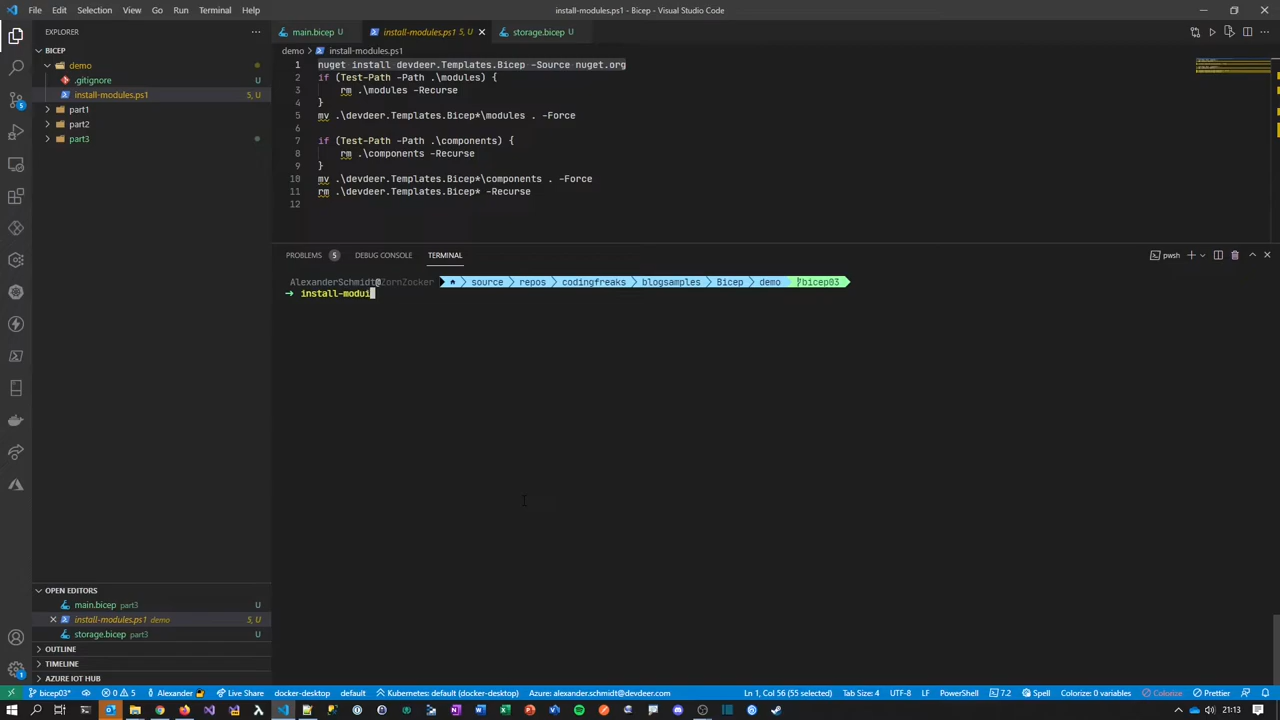 File Edit Selection View Go Run Terminal Help
install-modules.ps1 - Bicep - Visual Studio Code
EXPLORER
BICEP
demo
.gitignore U
install-modules.ps1 5, U
part1
part2
part3
main.bicep U
install-modules.ps1 5, U
storage.bicep U
demo > install-modules.ps1
1 nuget install devdeer.Templates.Bicep -Source nuget.org
2 if (Test-Path -Path .\modules) {
3 rm .\modules -Recurse
4 }
5 mv .\devdeer.Templates.Bicep*\modules . -Force
6
7 if (Test-Path -Path .\components) {
8 rm .\components -Recurse
9 }
10 mv .\devdeer.Templates.Bicep*\components . -Force
11 rm .\devdeer.Templates.Bicep* -Recurse
12
PROBLEMS 5 DEBUG CONSOLE TERMINAL
pwsh
AlexanderSchmidt@ZornZocker source repos codingfreaks blogsamples Bicep demo bicep03
→ install-modui
OPEN EDITORS
main.bicep part3 U
install-modules.ps1 demo 5, U
storage.bicep part3 U
OUTLINE
TIMELINE
AZURE IOT HUB
bicep03* 0 5 Alexander Live Share docker-desktop default Kubernetes: default (docker-desktop) Azure: alexander.schmidt@devdeer.com
Ln 1, Col 56 (55 selected) Tab Size: 4 UTF-8 LF PowerShell 7.2 Spell Colorize: 0 variables Colorize Prettier
21:13